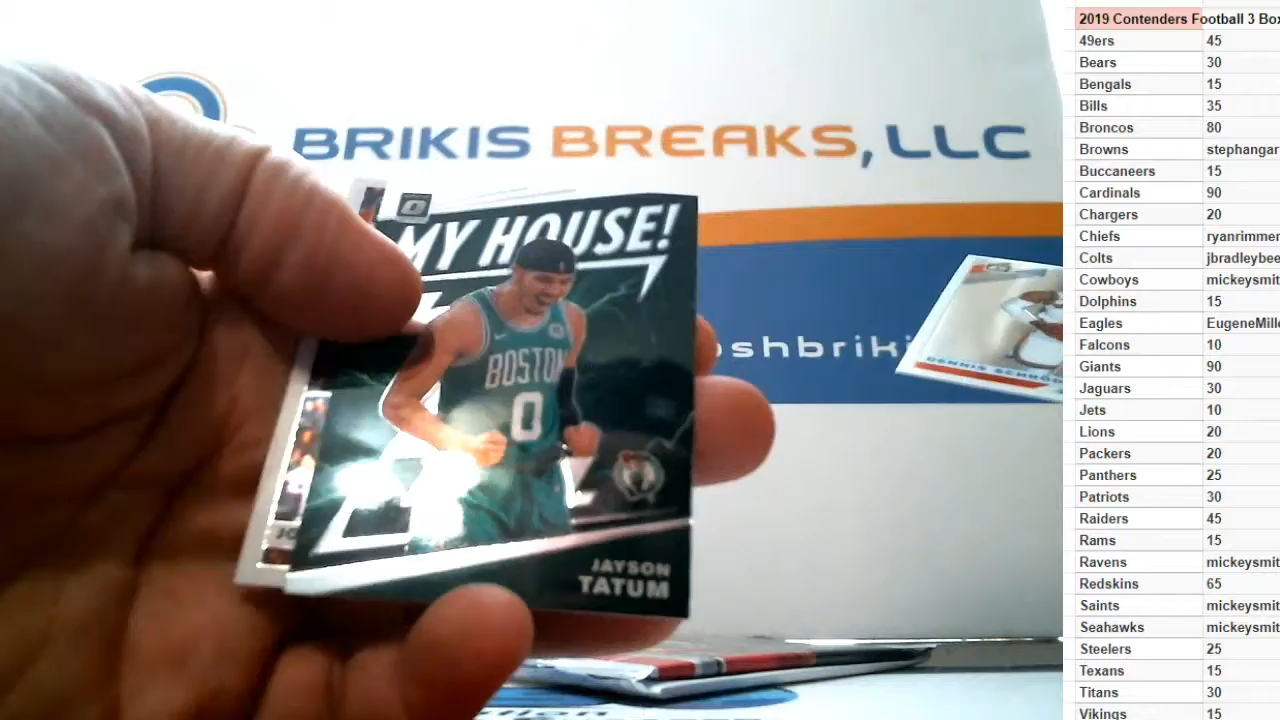 BRIKIS BREAKS, LLC
MY HOUSE!
BOSTON
0
JAYSON
TATUM
DENNIS SCHRÖD
2019 Contenders Football 3 Box
49ers 45
Bears 30
Bengals 15
Bills 35
Broncos 80
Browns stephangar
Buccaneers 15
Cardinals 90
Chargers 20
Chiefs ryanrimmer
Colts jbradleybee
Cowboys mickeysmit
Dolphins 15
Eagles EugeneMille
Falcons 10
Giants 90
Jaguars 30
Jets 10
Lions 20
Packers 20
Panthers 25
Patriots 30
Raiders 45
Rams 15
Ravens mickeysmit
Redskins 65
Saints mickeysmit
Seahawks mickeysmit
Steelers 25
Texans 15
Titans 30
Vikings 15